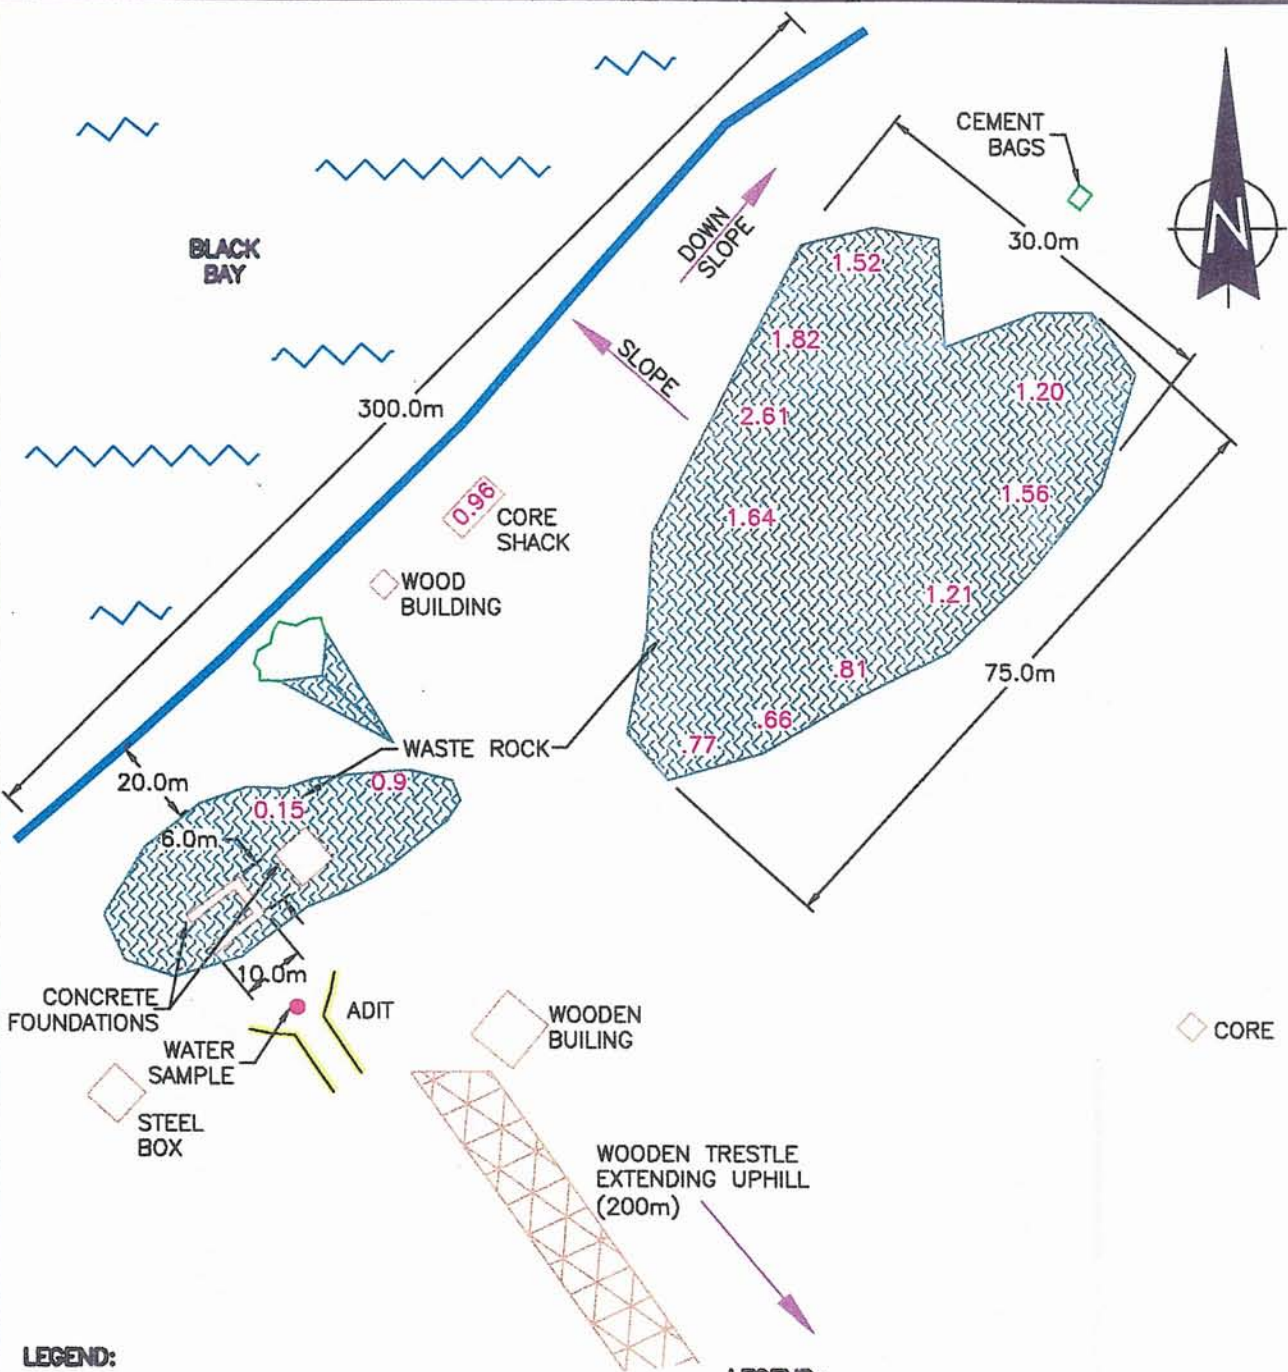 CEMENT
BAGS
N
30.0m
BLACK
BAY
DOWN
SLOPE
1.52
SLOPE
1.82
1.20
300.0m
2.61
0.96
CORE
SHACK
1.64
1.56
WOOD
BUILDING
1.21
.81
75.0m
.66
.77
WASTE ROCK
20.0m
0.9
0.15
6.0m
10.0m
CONCRETE
FOUNDATIONS
ADIT
WATER
SAMPLE
WOODEN
BUILING
CORE
STEEL
BOX
WOODEN TRESTLE
EXTENDING UPHILL
(200m)
LEGEND: